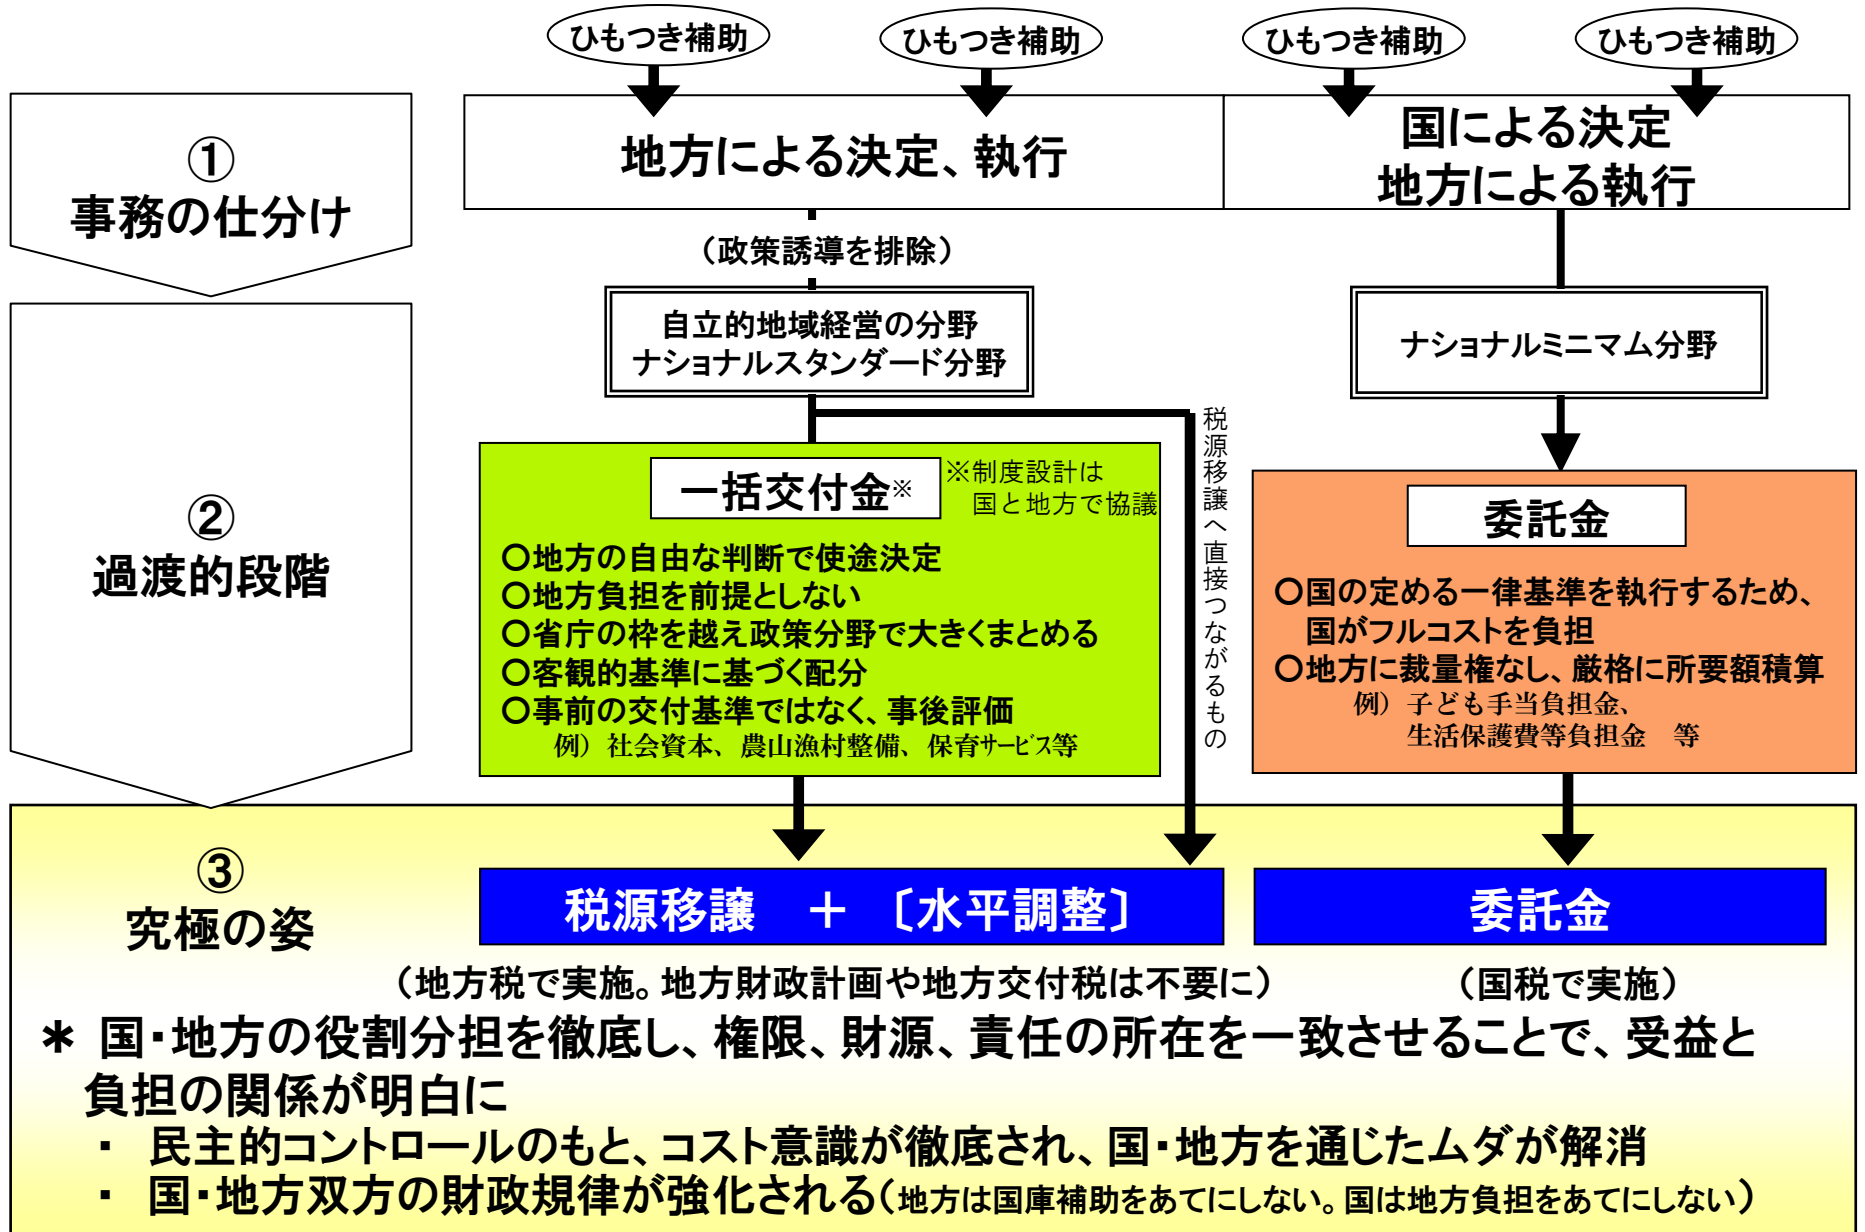 ひもつき補助
ひもつき補助
ひもつき補助
ひもつき補助
①
事務の仕分け
地方による決定、執行
国による決定
地方による執行
（政策誘導を排除）
②
過渡的段階
自立的地域経営の分野
ナショナルスタンダード分野
ナショナルミニマム分野
税源移譲へ直接つながるもの
一括交付金※
※制度設計は
国と地方で協議
○地方の自由な判断で使途決定
○地方負担を前提としない
○省庁の枠を越え政策分野で大きくまとめる
○客観的基準に基づく配分
○事前の交付基準ではなく、事後評価
例）社会資本、農山漁村整備、保育ｻｰﾋﾞｽ等
委託金
○国の定める一律基準を執行するため、
国がフルコストを負担
○地方に裁量権なし、厳格に所要額積算
例）子ども手当負担金、
生活保護費等負担金　等
③
究極の姿
税源移譲　＋　〔水平調整〕
委託金
（地方税で実施。地方財政計画や地方交付税は不要に）
（国税で実施）
＊ 国・地方の役割分担を徹底し、権限、財源、責任の所在を一致させることで、受益と
負担の関係が明白に
・ 民主的コントロールのもと、コスト意識が徹底され、国・地方を通じたムダが解消
・ 国・地方双方の財政規律が強化される（地方は国庫補助をあてにしない。国は地方負担をあてにしない）